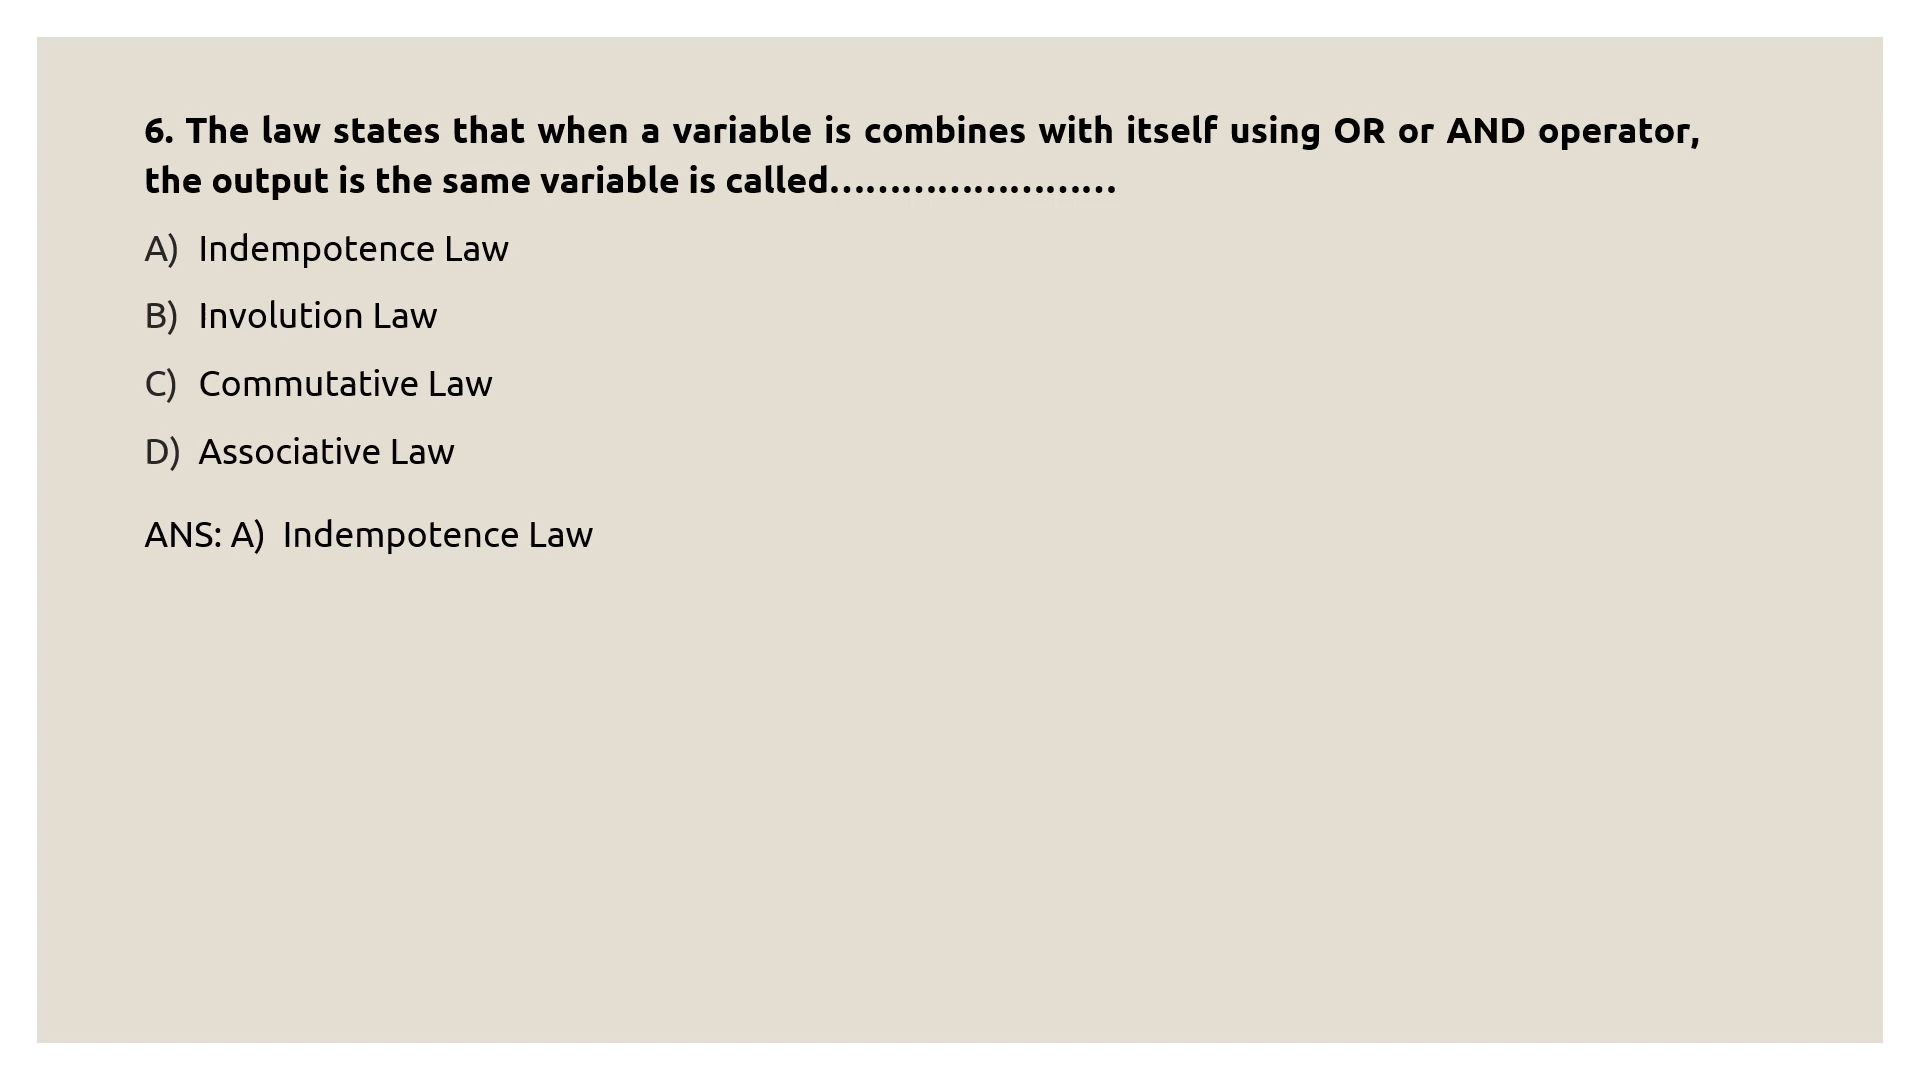 6. The law states that when a variable is combines with itself using OR or AND operator,
the output is the same variable is called……………………
A) Indempotence Law
B) Involution Law
C) Commutative Law
D) Associative Law
ANS: A) Indempotence Law